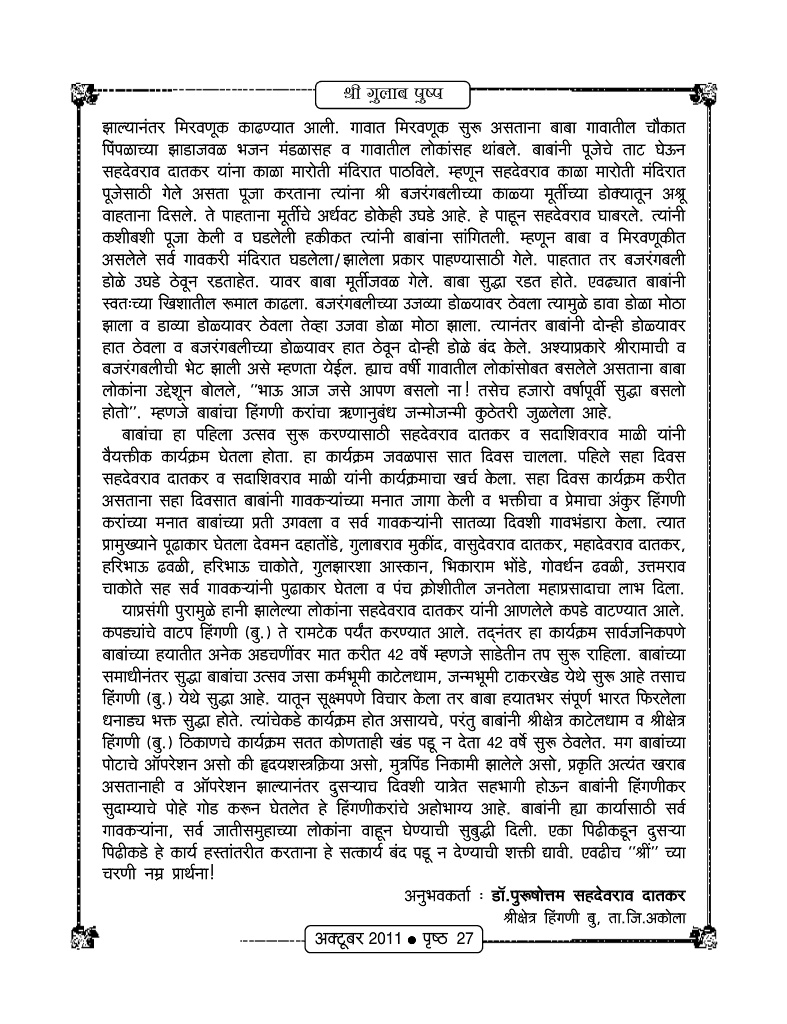 श्री गुलाब पुष्प
झाल्यानंतर मिरवणूक काढण्यात आली. गावात मिरवणूक सुरू असताना बाबा गावातील चौकात
पिंपळाच्या झाडाजवळ भजन मंडळासह व गावातील लोकांसह थांबले. बाबांनी पूजेचे ताट घेऊन
सहदेवराव दातकर यांना काळा मारोती मंदिरात पाठविले. म्हणून सहदेवराव काळा मारोती मंदिरात
पूजेसाठी गेले असता पूजा करताना त्यांना श्री बजरंगबलीच्या काळ्या मूर्तीच्या डोक्यातून अश्रू
वाहताना दिसले. ते पाहताना मूर्तीचे अर्धवट डोकेही उघडे आहे. हे पाहून सहदेवराव घाबरले. त्यांनी
कशीबशी पूजा केली व घडलेली हकीकत त्यांनी बाबांना सांगितली. म्हणून बाबा व मिरवणूकीत
असलेले सर्व गावकरी मंदिरात घडलेला/झालेला प्रकार पाहण्यासाठी गेले. पाहतात तर बजरंगबली
डोळे उघडे ठेवून रडताहेत. यावर बाबा मूर्तीजवळ गेले. बाबा सुद्धा रडत होते. एवढ्यात बाबांनी
स्वतःच्या खिशातील रूमाल काढला. बजरंगबलीच्या उजव्या डोळ्यावर ठेवला त्यामुळे डावा डोळा मोठा
झाला व डाव्या डोळ्यावर ठेवला तेव्हा उजवा डोळा मोठा झाला. त्यानंतर बाबांनी दोन्ही डोळ्यावर
हात ठेवला व बजरंगबलीच्या डोळ्यावर हात ठेवून दोन्ही डोळे बंद केले. अश्याप्रकारे श्रीरामाची व
बजरंगबलीची भेट झाली असे म्हणता येईल. ह्याच वर्षी गावातील लोकांसोबत बसलेले असताना बाबा
लोकांना उद्देशून बोलले, ''भाऊ आज जसे आपण बसलो ना! तसेच हजारो वर्षापूर्वी सुद्धा बसलो
होतो''. म्हणजे बाबांचा हिंगणी करांचा ऋणानुबंध जन्मोजन्मी कुठेतरी जुळलेला आहे.
बाबांचा हा पहिला उत्सव सुरू करण्यासाठी सहदेवराव दातकर व सदाशिवराव माळी यांनी
वैयक्तीक कार्यक्रम घेतला होता. हा कार्यक्रम जवळपास सात दिवस चालला. पहिले सहा दिवस
सहदेवराव दातकर व सदाशिवराव माळी यांनी कार्यक्रमाचा खर्च केला. सहा दिवस कार्यक्रम करीत
असताना सहा दिवसात बाबांनी गावकऱ्यांच्या मनात जागा केली व भक्तीचा व प्रेमाचा अंकुर हिंगणी
करांच्या मनात बाबांच्या प्रती उगवला व सर्व गावकऱ्यांनी सातव्या दिवशी गावभंडारा केला. त्यात
प्रामुख्याने पूढाकार घेतला देवमन दहातोंडे, गुलाबराव मुकींद, वासुदेवराव दातकर, महादेवराव दातकर,
हरिभाऊ ढवळी, हरिभाऊ चाकोते, गुलझारशा आस्कान, भिकाराम भोंडे, गोवर्धन ढवळी, उत्तमराव
चाकोते सह सर्व गावकऱ्यांनी पुढाकार घेतला व पंच क्रोशीतील जनतेला महाप्रसादाचा लाभ दिला.
याप्रसंगी पुरामुळे हानी झालेल्या लोकांना सहदेवराव दातकर यांनी आणलेले कपडे वाटण्यात आले.
कपड्यांचे वाटप हिंगणी (बु.) ते रामटेक पर्यंत करण्यात आले. तद्‌नंतर हा कार्यक्रम सार्वजनिकपणे
बाबांच्या हयातीत अनेक अडचणींवर मात करीत 42 वर्षे म्हणजे साडेतीन तप सुरू राहिला. बाबांच्या
समाधीनंतर सुद्धा बाबांचा उत्सव जसा कर्मभूमी काटेलधाम, जन्मभूमी टाकरखेड येथे सुरू आहे तसाच
हिंगणी (बु.) येथे सुद्धा आहे. यातून सूक्ष्मपणे विचार केला तर बाबा हयातभर संपूर्ण भारत फिरलेला
धनाड्य भक्त सुद्धा होते. त्यांचेकडे कार्यक्रम होत असायचे, परंतु बाबांनी श्रीक्षेत्र काटेलधाम व श्रीक्षेत्र
हिंगणी (बु.) ठिकाणचे कार्यक्रम सतत कोणताही खंड पडू न देता 42 वर्षे सुरू ठेवलेत. मग बाबांच्या
पोटाचे ऑपरेशन असो की हृदयशस्त्रक्रिया असो, मुत्रपिंड निकामी झालेले असो, प्रकृति अत्यंत खराब
असतानाही व ऑपरेशन झाल्यानंतर दुसऱ्याच दिवशी यात्रेत सहभागी होऊन बाबांनी हिंगणीकर
सुदाम्याचे पोहे गोड करून घेतलेत हे हिंगणीकरांचे अहोभाग्य आहे. बाबांनी ह्या कार्यासाठी सर्व
गावकऱ्यांना, सर्व जातीसमुहाच्या लोकांना वाहून घेण्याची सुबुद्धी दिली. एका पिढीकडून दुसऱ्या
पिढीकडे हे कार्य हस्तांतरीत करताना हे सत्कार्य बंद पडू न देण्याची शक्ती द्यावी. एवढीच ''श्रीं'' च्या
चरणी नम्र प्रार्थना!
अनुभवकर्ता : डॉ.पुरूषोत्तम सहदेवराव दातकर
श्रीक्षेत्र हिंगणी बु, ता.जि.अकोला
अक्टूबर 2011 ● पृष्ठ 27